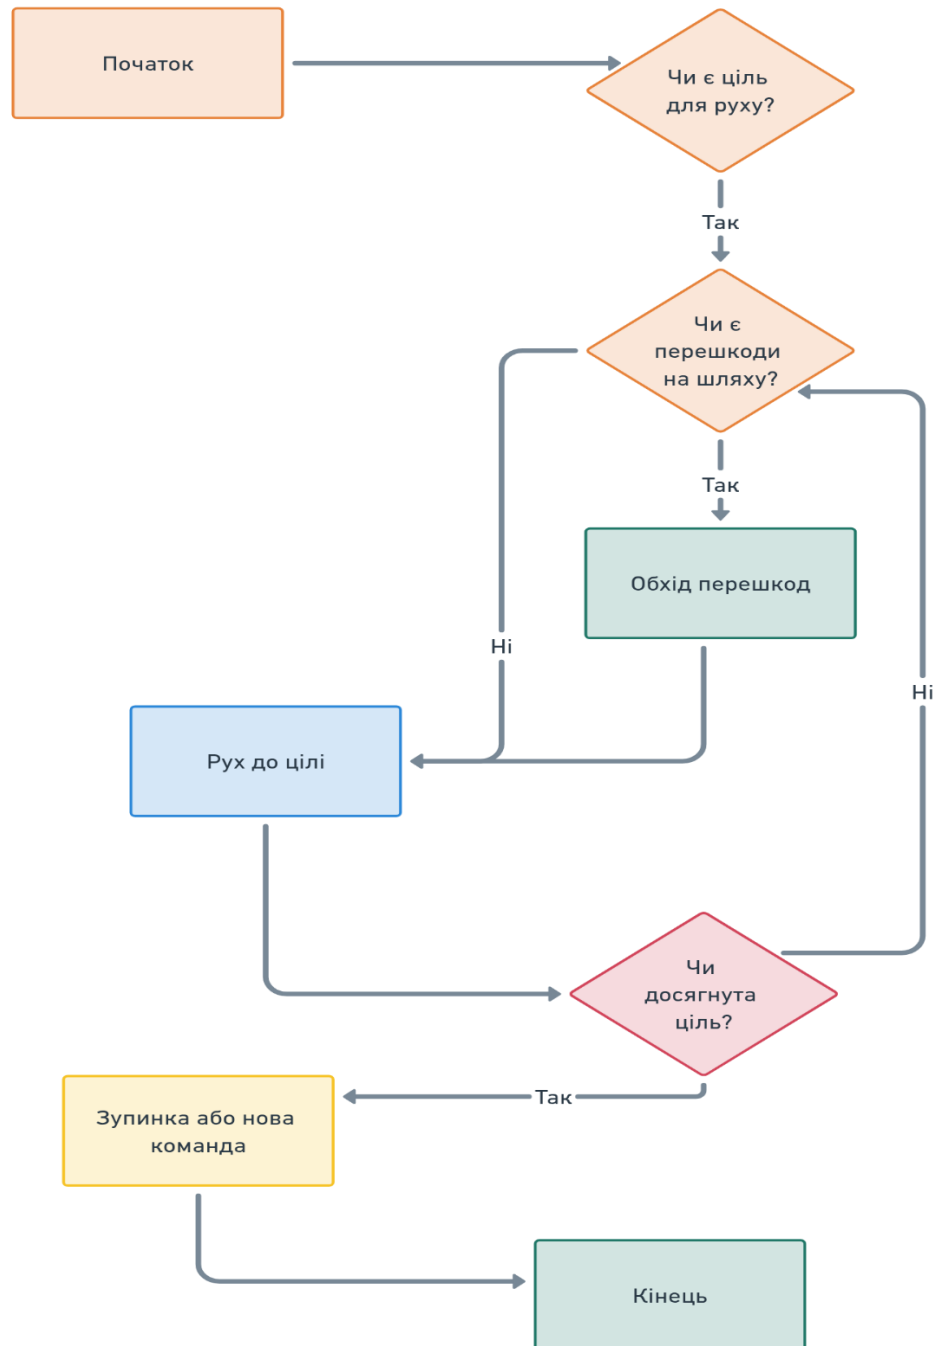 Початок
Чи є ціль
для руху?
Так
Чи є
перешкоди
на шляху?
Так
Обхід перешкод
Ні
Ні
Рух до цілі
Чи
досягнута
ціль?
Так
Зупинка або нова
команда
Кінець